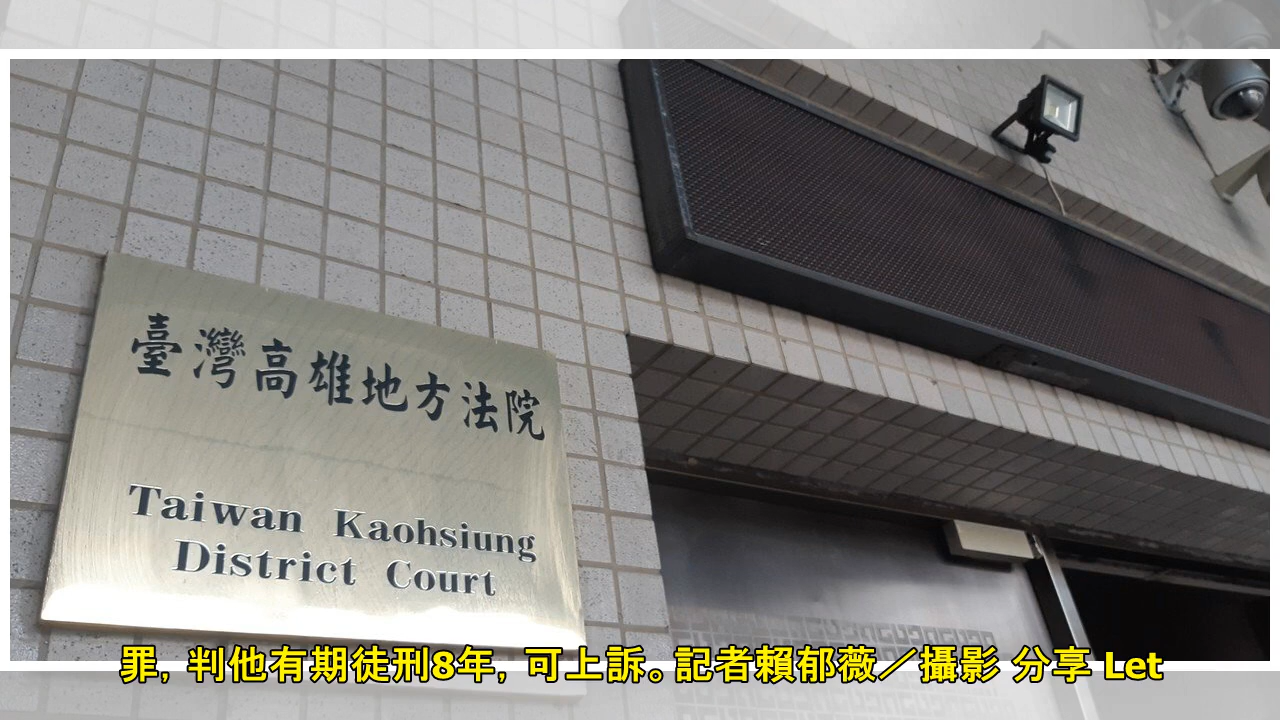 臺灣高雄地方法院
Taiwan Kaohsiung
District Court
罪，判他有期徒刑8年，可上訴。記者賴郁薇／攝影 分享 Let